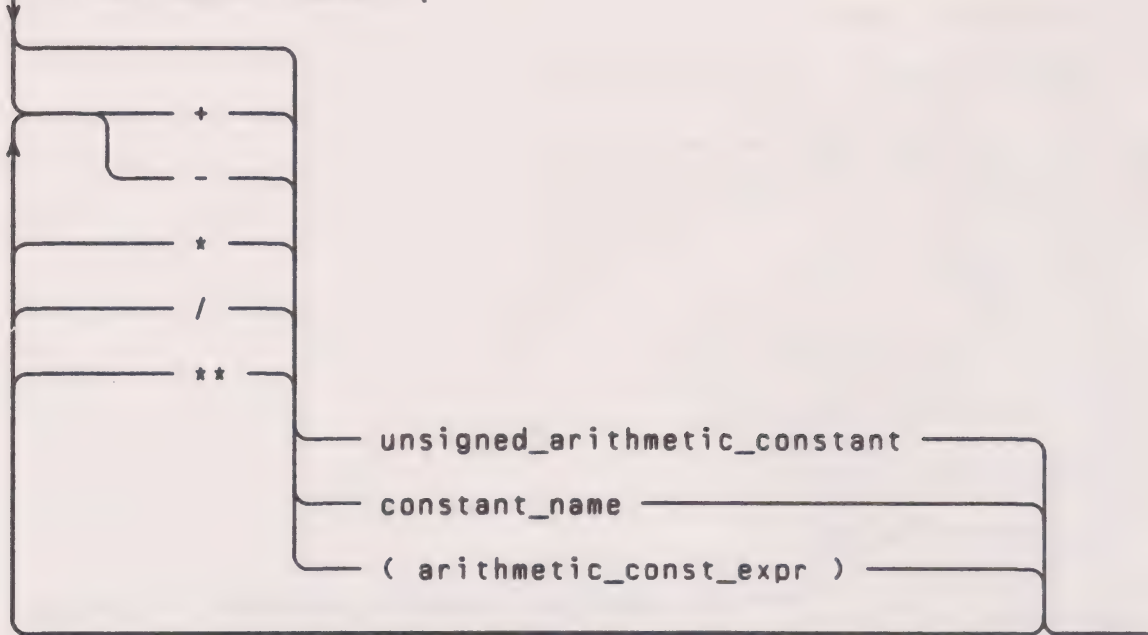 +
-
*
/
**
unsigned_arithmetic_constant
constant_name
( arithmetic_const_expr )